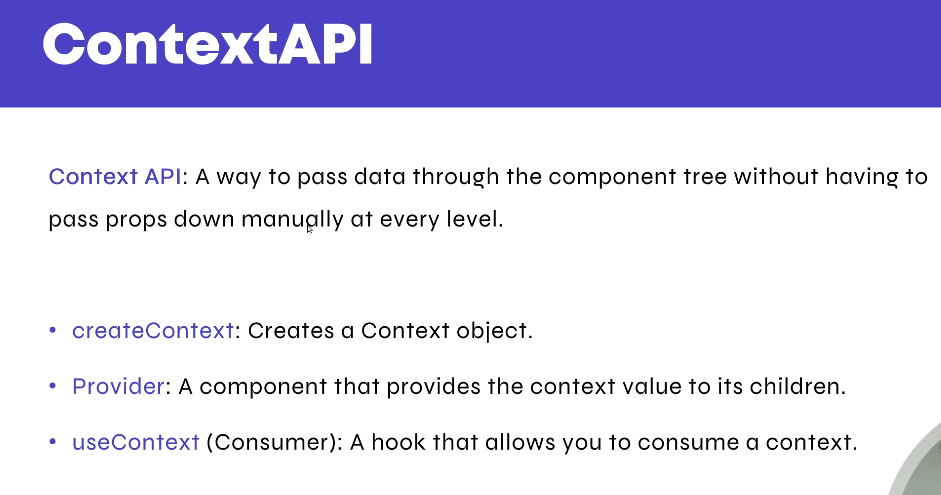 ContextAPI
Context API: A way to pass data through the component tree without having to
pass props down manually at every level.
• createContext: Creates a Context object.
• Provider: A component that provides the context value to its children.
• useContext (Consumer): A hook that allows you to consume a context.